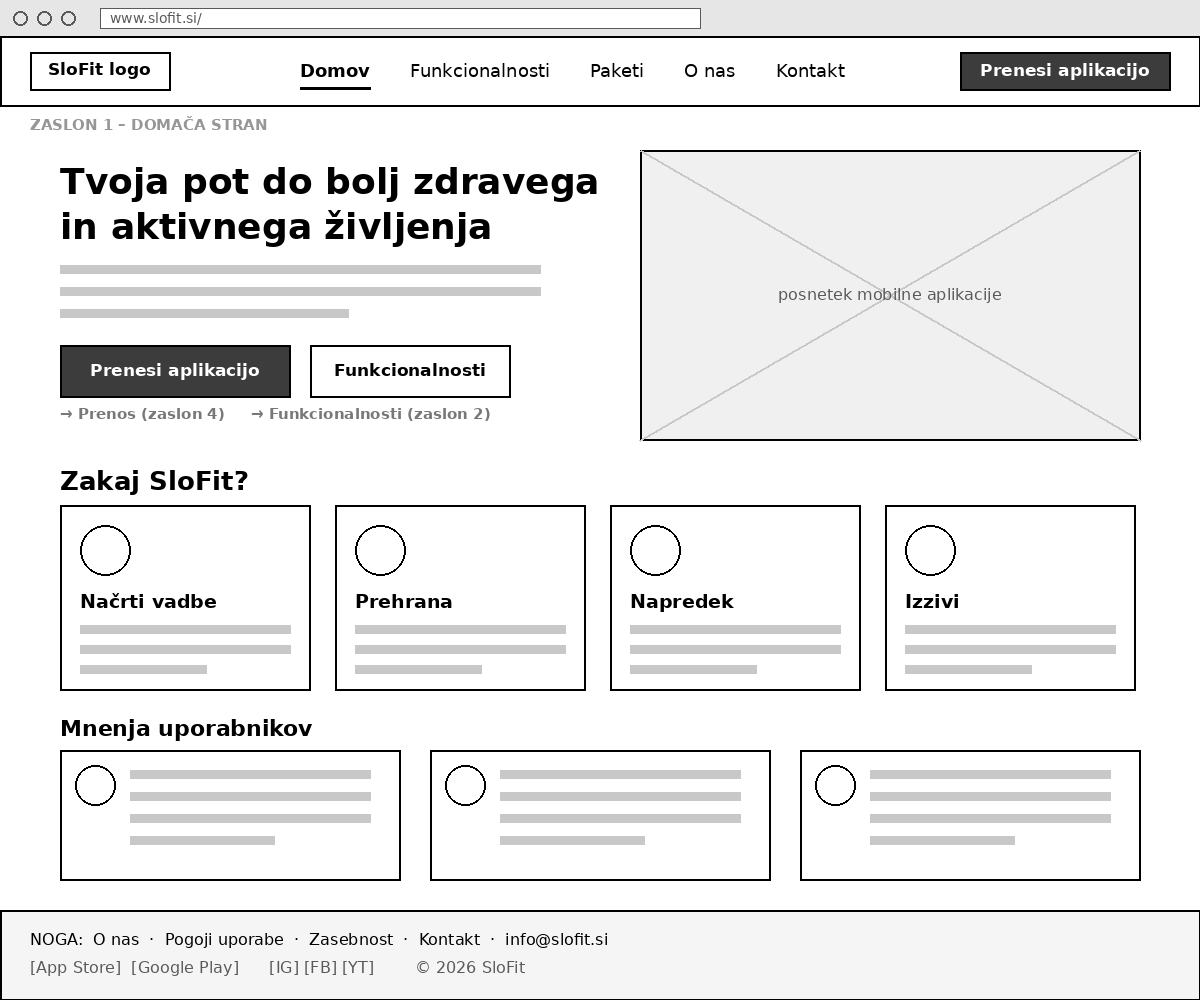 www.slofit.si/
SloFit logo
Domov
Funkcionalnosti
Paketi
O nas
Kontakt
Prenesi aplikacijo
ZASLON 1 – DOMAČA STRAN
Tvoja pot do bolj zdravega
in aktivnega življenja
posnetek mobilne aplikacije
Prenesi aplikacijo
Funkcionalnosti
→ Prenos (zaslon 4)
→ Funkcionalnosti (zaslon 2)
Zakaj SloFit?
Načrti vadbe
Prehrana
Napredek
Izzivi
Mnenja uporabnikov
NOGA: O nas · Pogoji uporabe · Zasebnost · Kontakt · info@slofit.si
[App Store] [Google Play] [IG] [FB] [YT] © 2026 SloFit